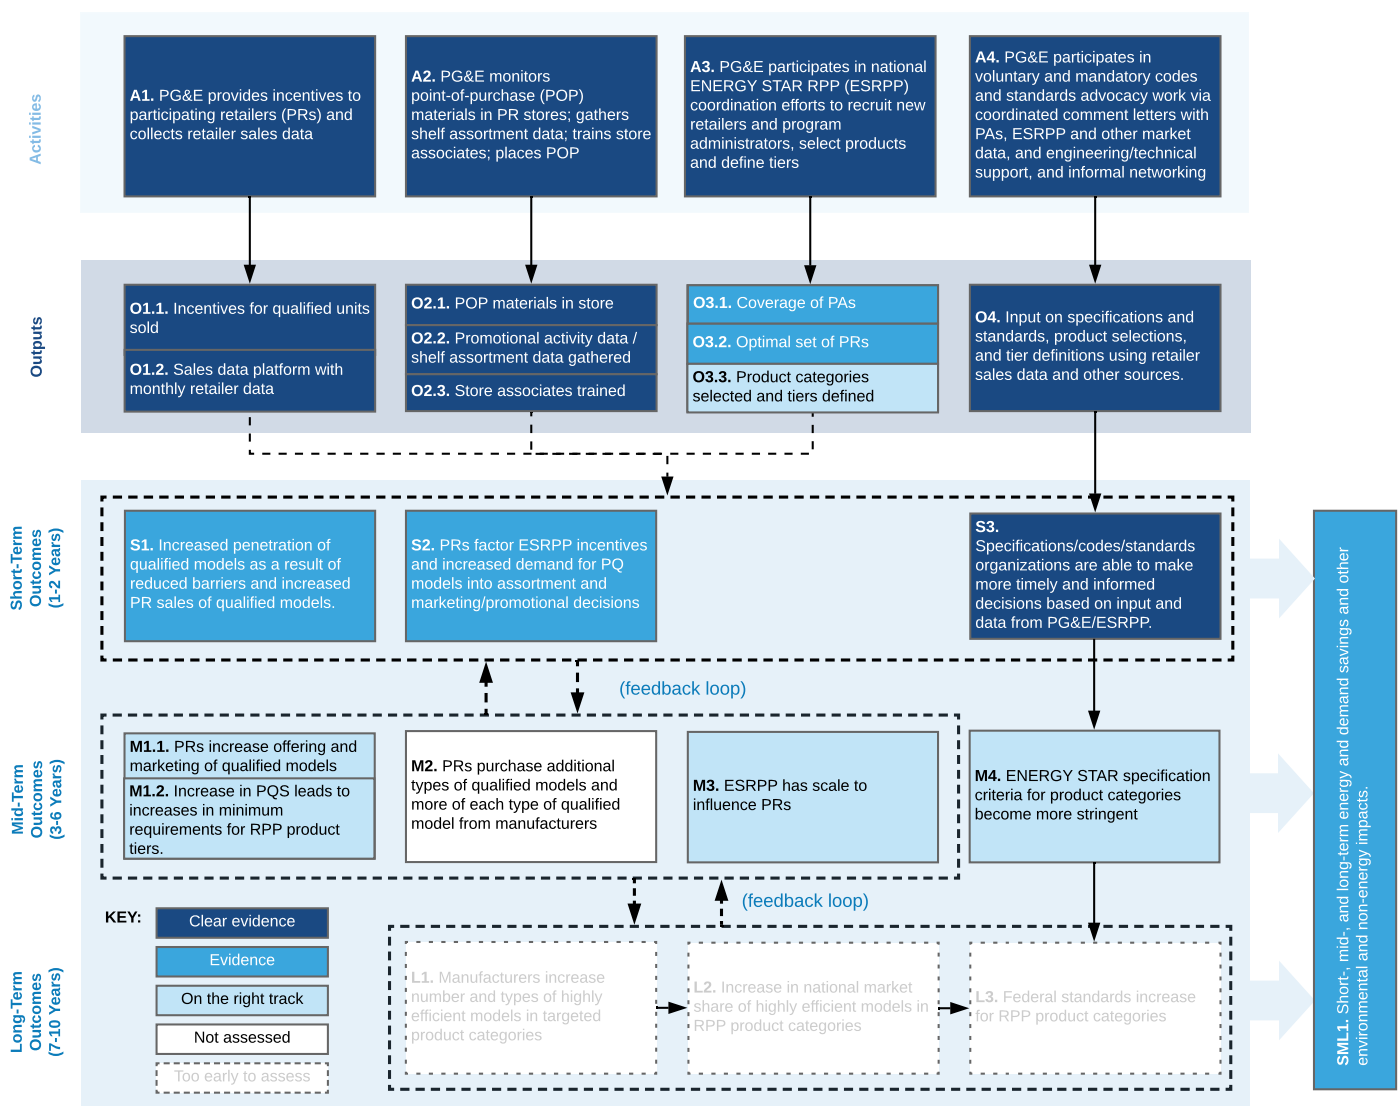 Activities
A1. PG&E provides incentives to
participating retailers (PRs) and
collects retailer sales data
A2. PG&E monitors
point-of-purchase (POP)
materials in PR stores; gathers
shelf assortment data; trains store
associates; places POP
A3. PG&E participates in national
ENERGY STAR RPP (ESRPP)
coordination efforts to recruit new
retailers and program
administrators, select products
and define tiers
A4. PG&E participates in
voluntary and mandatory codes
and standards advocacy work via
coordinated comment letters with
PAs, ESRPP and other market
data, and engineering/technical
support, and informal networking
Outputs
O1.1. Incentives for qualified units
sold
O1.2. Sales data platform with
monthly retailer data
O2.1. POP materials in store
O2.2. Promotional activity data /
shelf assortment data gathered
O2.3. Store associates trained
O3.1. Coverage of PAs
O3.2. Optimal set of PRs
O3.3. Product categories
selected and tiers defined
O4. Input on specifications and
standards, product selections,
and tier definitions using retailer
sales data and other sources.
Short-Term
Outcomes
(1-2 Years)
S1. Increased penetration of
qualified models as a result of
reduced barriers and increased
PR sales of qualified models.
S2. PRs factor ESRPP incentives
and increased demand for PQ
models into assortment and
marketing/promotional decisions
S3.
Specifications/codes/standards
organizations are able to make
more timely and informed
decisions based on input and
data from PG&E/ESRPP.
(feedback loop)
Mid-Term
Outcomes
(3-6 Years)
M1.1. PRs increase offering and
marketing of qualified models
M1.2. Increase in PQS leads to
increases in minimum
requirements for RPP product
tiers.
M2. PRs purchase additional
types of qualified models and
more of each type of qualified
model from manufacturers
M3. ESRPP has scale to
influence PRs
M4. ENERGY STAR specification
criteria for product categories
become more stringent
(feedback loop)
KEY:
Clear evidence
Evidence
On the right track
Not assessed
Too early to assess
Long-Term
Outcomes
(7-10 Years)
L1. Manufacturers increase
number and types of highly
efficient models in targeted
product categories
L2. Increase in national market
share of highly efficient models in
RPP product categories
L3. Federal standards increase
for RPP product categories
SML1. Short-, mid-, and long-term energy and demand savings and other
environmental and non-energy impacts.